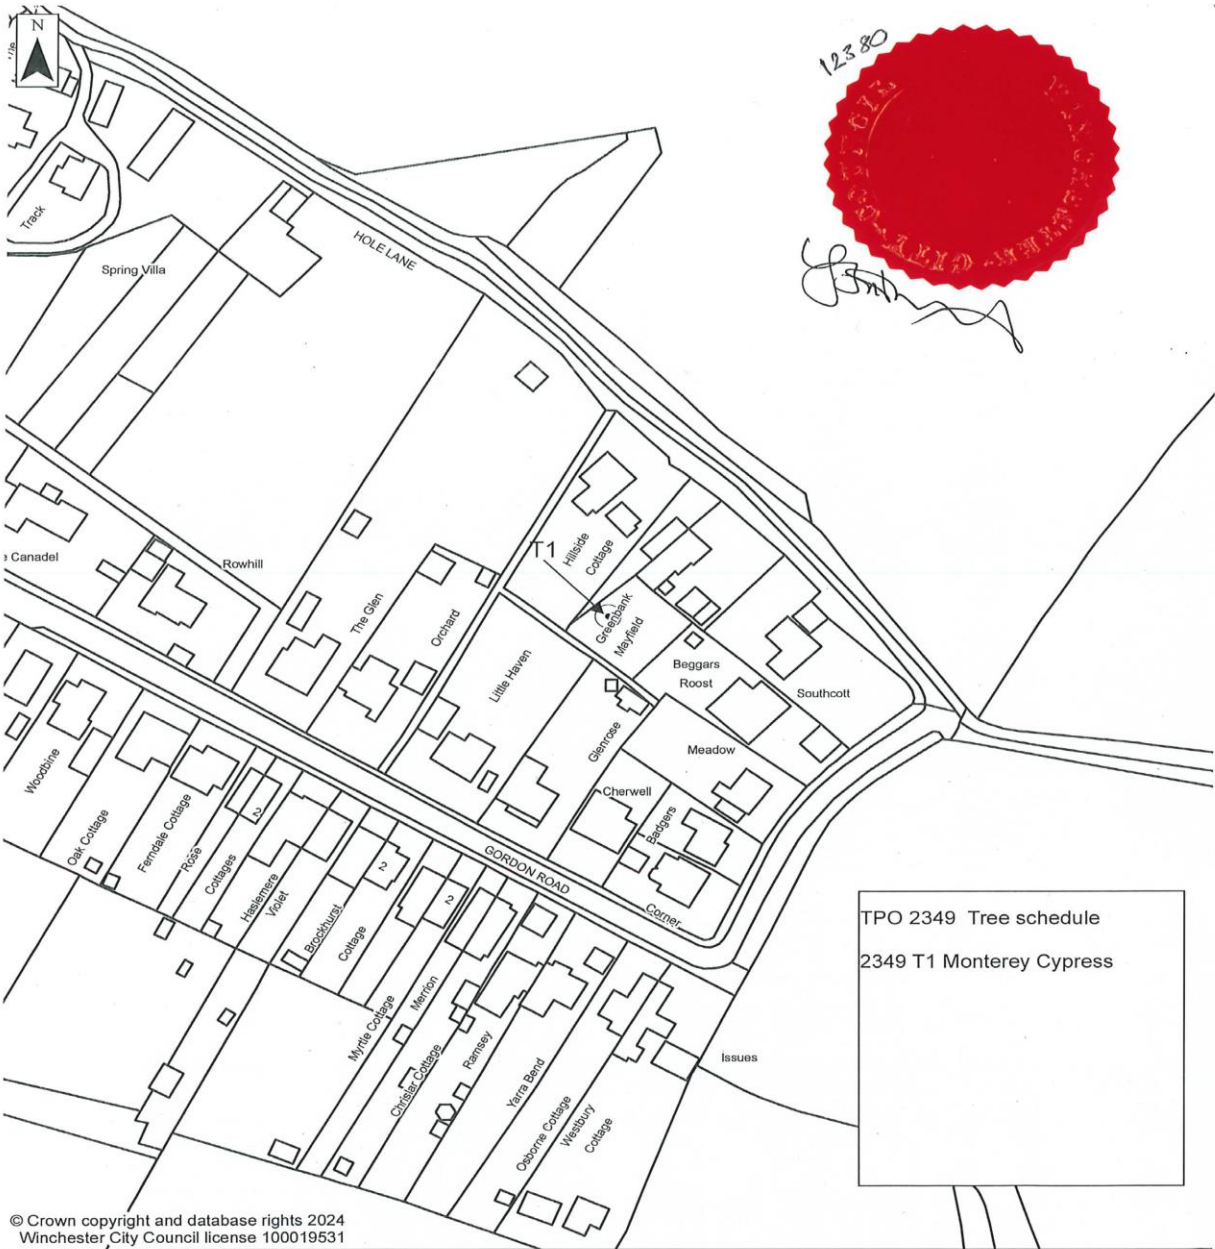 N
12380
Track
Spring Villa
HOLE LANE
Canadel
Rowhill
The Glen
Orchard
T1
Hillside
Cottage
Greenbank
Mayfield
Little Haven
Beggars
Roost
Southcott
Glenrose
Meadow
Cherwell
Badgers
Corner
GORDON ROAD
Woodbine
Oak Cottage
Ferndale Cottage
Rose
Cottages
2
Haslemere
Violet
Brockhurst
Cottage
2
2
Myrtle Cottage
Merrion
Chrislar Cottage
Ramsey
Yarra Bend
Osborne Cottage
Westbury
Cottage
Issues
TPO 2349 Tree schedule
2349 T1 Monterey Cypress
© Crown copyright and database rights 2024
Winchester City Council license 100019531